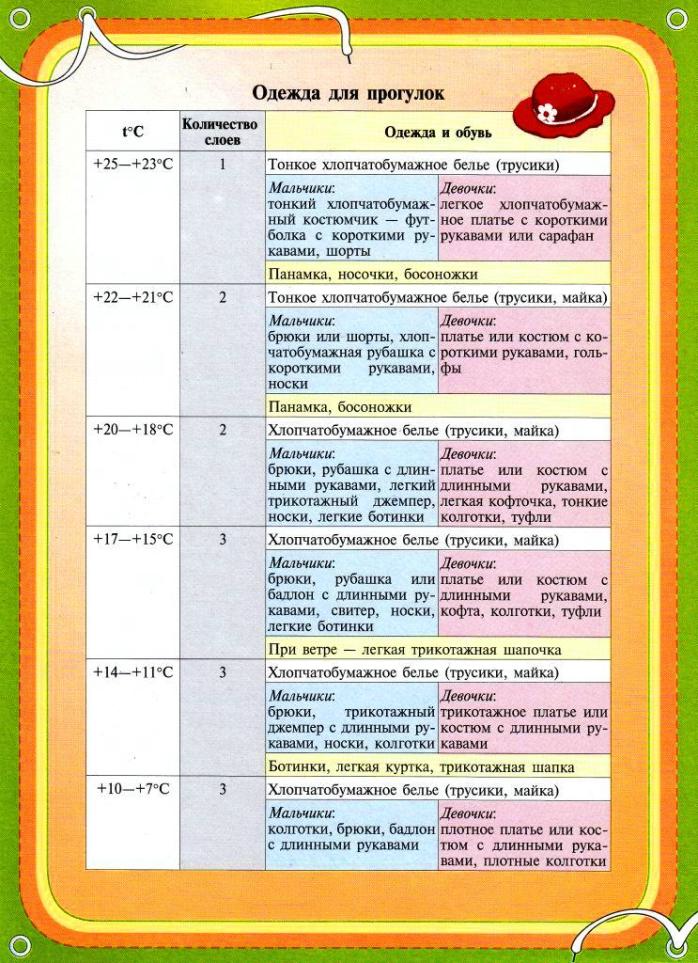 Одежда для прогулок
t°C
Количество
слоев
Одежда и обувь
+25—+23°C
1
Тонкое хлопчатобумажное белье (трусики)
Мальчики:
тонкий хлопчатобумаж-
ный костюмчик — фут-
болка с короткими ру-
кавами, шорты
Девочки:
легкое хлопчатобумаж-
ное платье с короткими
рукавами или сарафан
Панамка, носочки, босоножки
+22—+21°C
2
Тонкое хлопчатобумажное белье (трусики, майка)
Мальчики:
брюки или шорты, хлоп-
чатобумажная рубашка с
короткими рукавами,
носки
Девочки:
платье или костюм с ко-
роткими рукавами, голь-
фы
Панамка, босоножки
+20—+18°C
2
Хлопчатобумажное белье (трусики, майка)
Мальчики:
брюки, рубашка с длин-
ными рукавами, легкий
трикотажный джемпер,
носки, легкие ботинки
Девочки:
платье или костюм с
длинными рукавами,
легкая кофточка, тонкие
колготки, туфли
+17—+15°C
3
Хлопчатобумажное белье (трусики, майка)
Мальчики:
брюки, рубашка или
бадлон с длинными ру-
кавами, свитер, носки,
легкие ботинки
Девочки:
платье или костюм с
длинными рукавами,
кофта, колготки, туфли
При ветре — легкая трикотажная шапочка
+14—+11°C
3
Хлопчатобумажное белье (трусики, майка)
Мальчики:
брюки, трикотажный
джемпер с длинными ру-
кавами, носки, колготки
Девочки:
трикотажное платье или
костюм с длинными ру-
кавами
Ботинки, легкая куртка, трикотажная шапка
+10—+7°C
3
Хлопчатобумажное белье (трусики, майка)
Мальчики:
колготки, брюки, бадлон
с длинными рукавами
Девочки:
плотное платье или кос-
тюм с длинными рука-
вами, плотные колготки